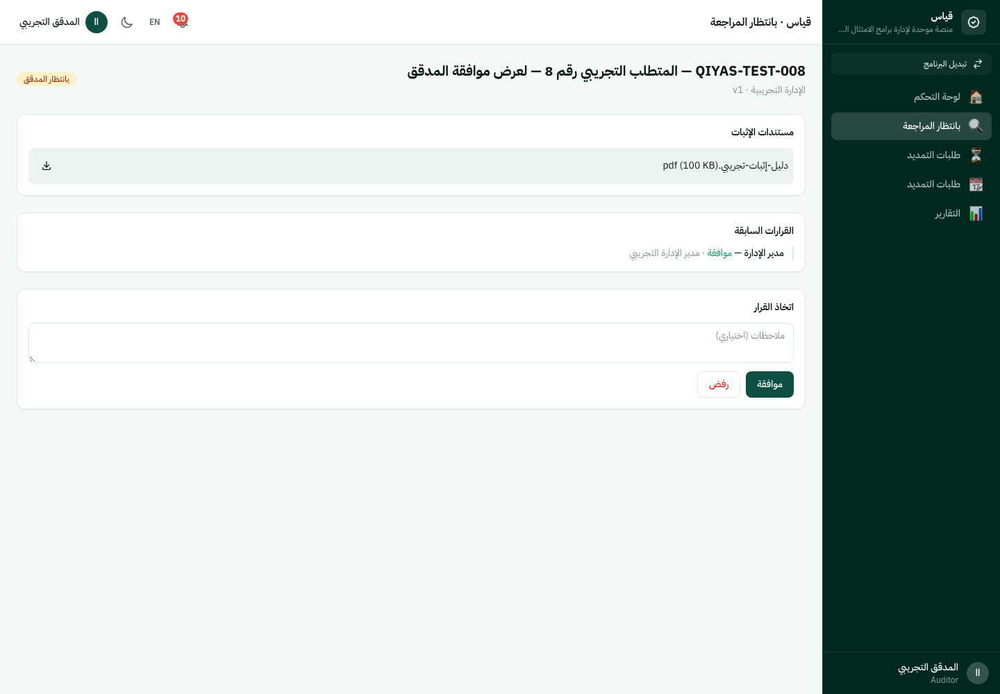 قياس
منصة موحدة لإدارة برامج الامتثال الـ...
تبديل البرنامج
لوحة التحكم
بانتظار المراجعة
طلبات التمديد
طلبات التمديد
التقارير
المدقق التجريبي
Auditor
اا
قياس · بانتظار المراجعة
10
EN
اا
المدقق التجريبي
QIYAS-TEST-008 — المتطلب التجريبي رقم 8 — لعرض موافقة المدقق
الإدارة التجريبية · v1
بانتظار المدقق
مستندات الإثبات
دليل-إثبات-تجريبي.pdf (100 KB)
القرارات السابقة
مدير الإدارة — موافقة · مدير الإدارة التجريبي
اتخاذ القرار
ملاحظات (اختياري)
موافقة
رفض